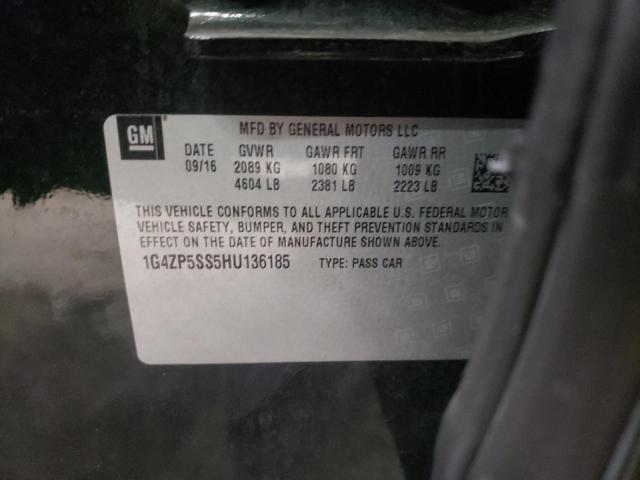 GM
MFD BY GENERAL MOTORS LLC
DATE GVWR GAWR FRT GAWR RR
09/16 2089 KG 1080 KG 1009 KG
4604 LB 2381 LB 2223 LB
THIS VEHICLE CONFORMS TO ALL APPLICABLE U.S. FEDERAL MOTOR
VEHICLE SAFETY, BUMPER, AND THEFT PREVENTION STANDARDS IN
EFFECT ON THE DATE OF MANUFACTURE SHOWN ABOVE.
1G4ZP5SS5HU136185 TYPE: PASS CAR